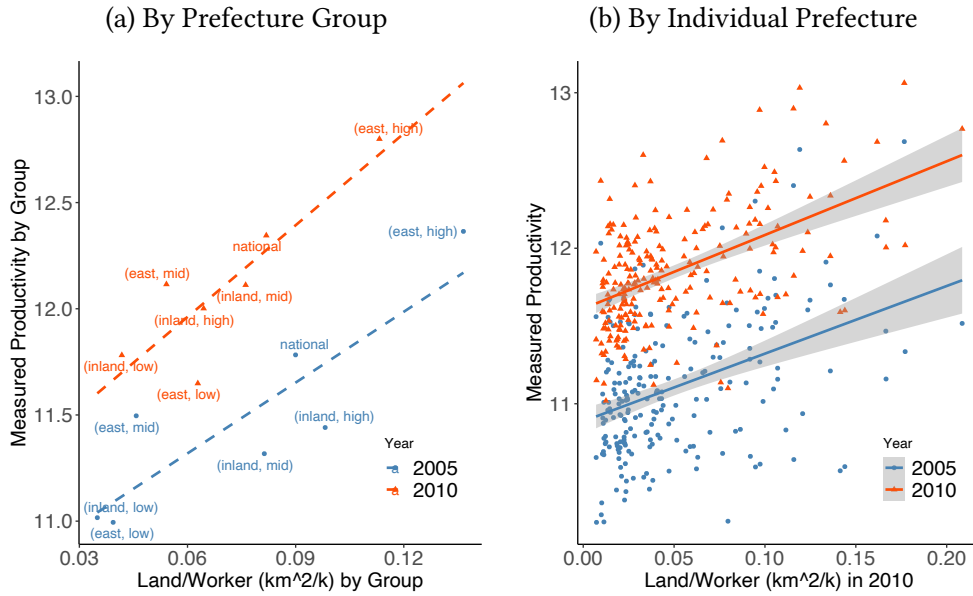 (a) By Prefecture Group
(b) By Individual Prefecture
Measured Productivity by Group
13.0
12.5
12.0
11.5
11.0
(east, high)
national
(east, high)
(east, mid)
(inland, mid)
(inland, high)
national
(inland, low)
(east, low)
(east, mid)
(inland, high)
(inland, mid)
(inland, low)
(east, low)
Year
a 2005
a 2010
0.03 0.06 0.09 0.12
Land/Worker (km^2/k) by Group
Measured Productivity
13
12
11
Year
2005
2010
0.00 0.05 0.10 0.15 0.20
Land/Worker (km^2/k) in 2010